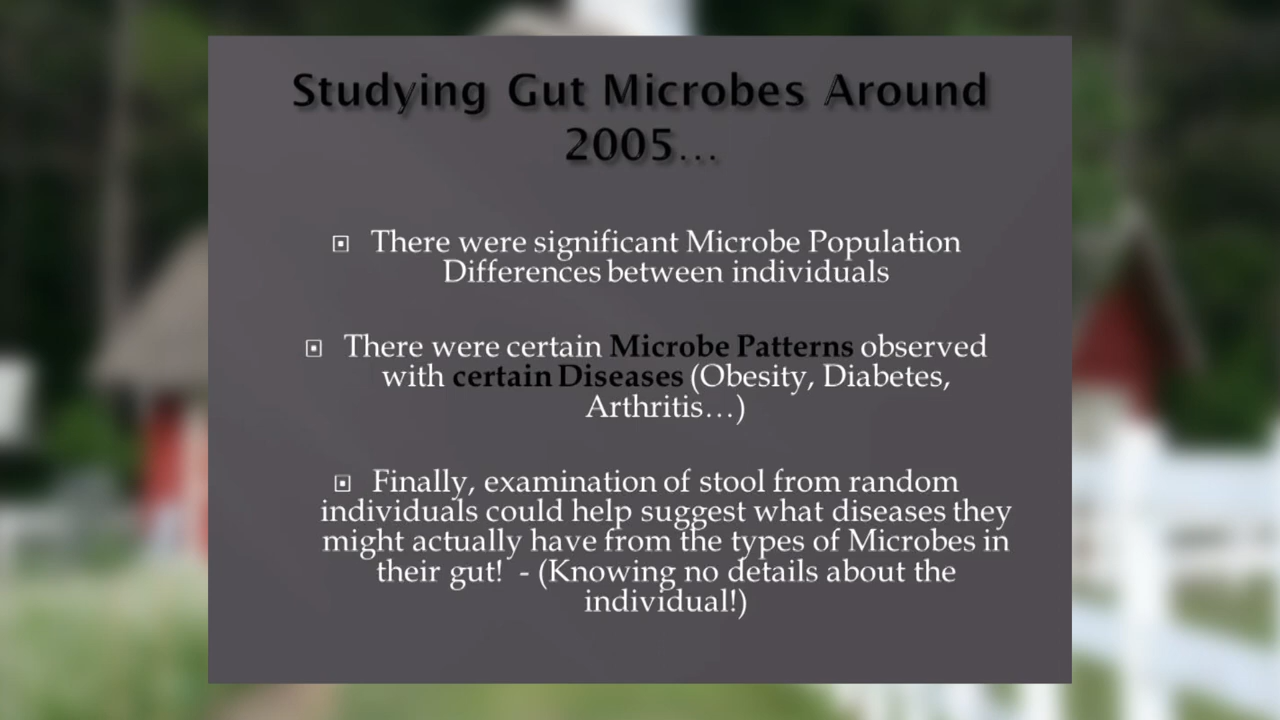 Studying Gut Microbes Around
2005...
There were significant Microbe Population
Differences between individuals
There were certain Microbe Patterns observed
with certain Diseases (Obesity, Diabetes,
Arthritis...)
Finally, examination of stool from random
individuals could help suggest what diseases they
might actually have from the types of Microbes in
their gut! - (Knowing no details about the
individual!)